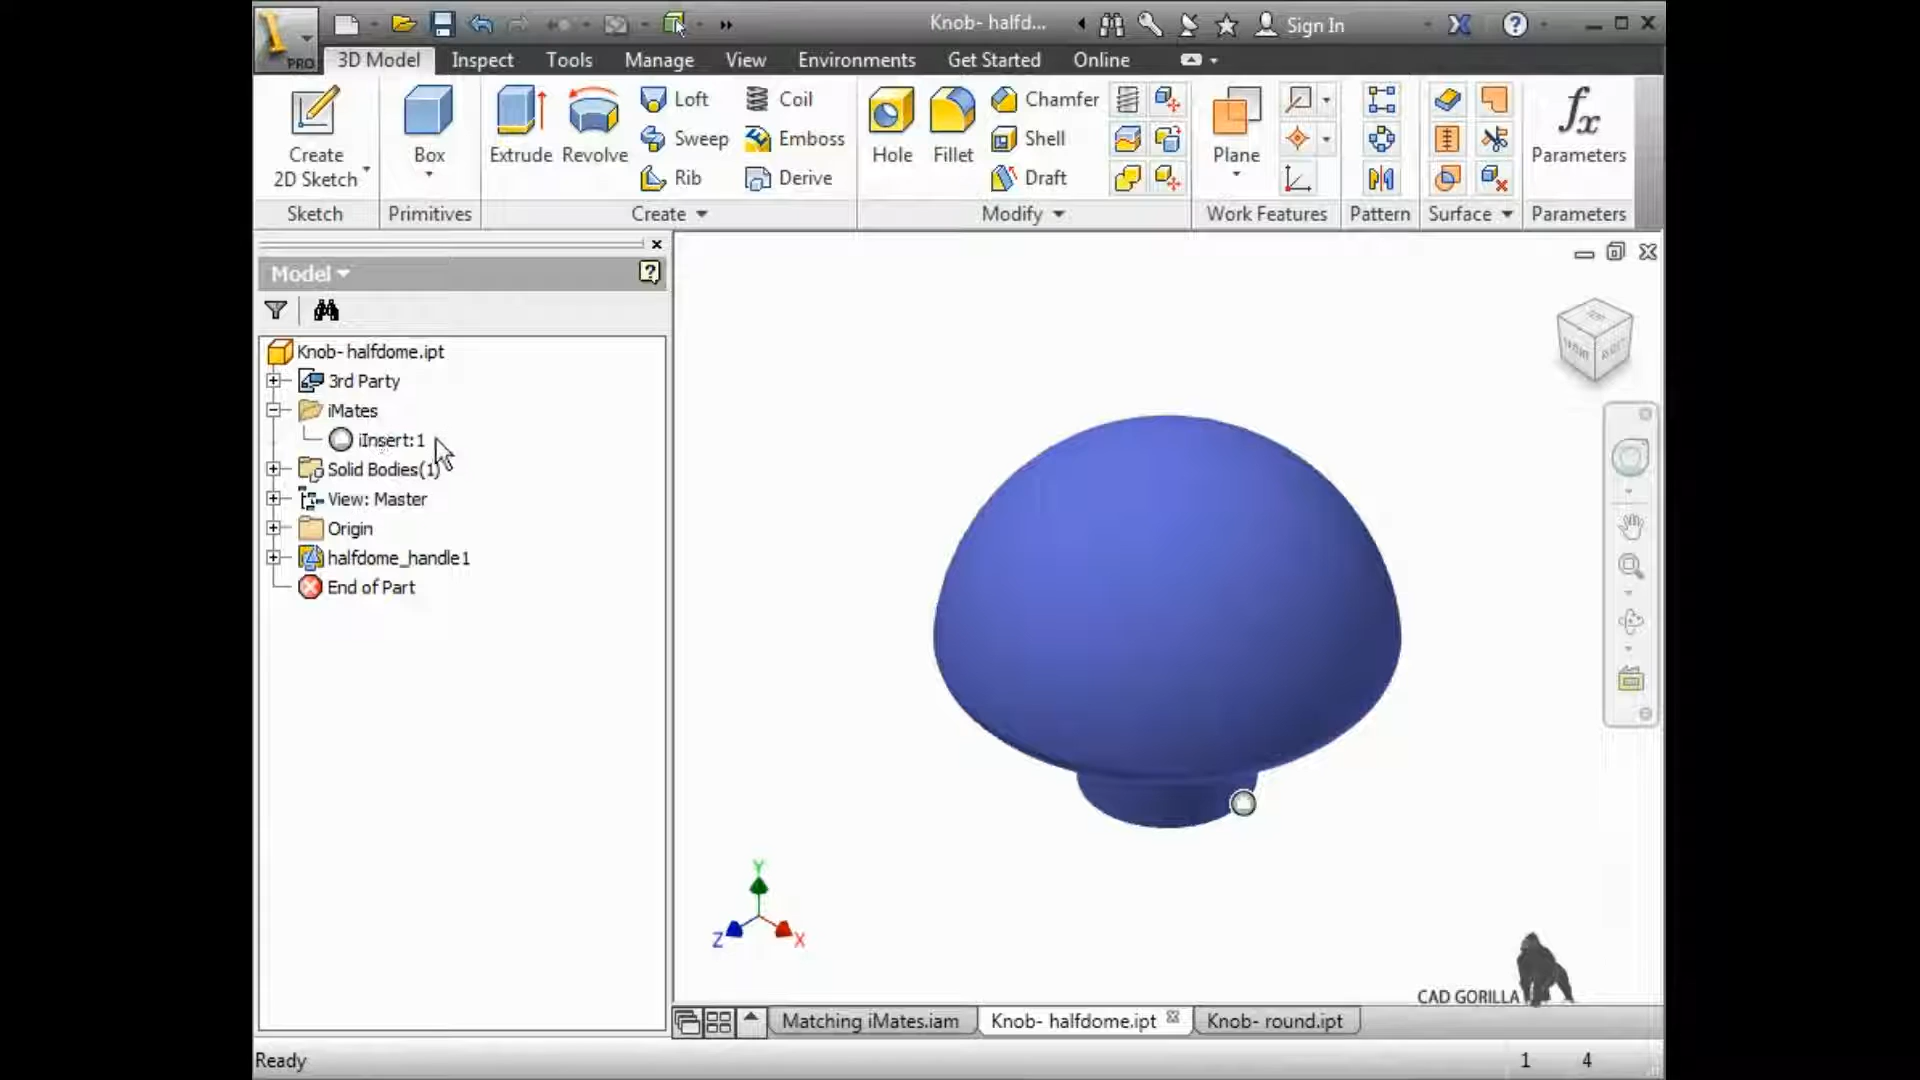 Knob- halfd...
Sign In
PRO
3D Model
Inspect
Tools
Manage
View
Environments
Get Started
Online
Create
2D Sketch
Box
Extrude
Revolve
Loft
Sweep
Rib
Coil
Emboss
Derive
Hole
Fillet
Chamfer
Shell
Draft
Plane
fx
Parameters
Sketch
Primitives
Create
Modify
Work Features
Pattern
Surface
Parameters
Model
Knob- halfdome.ipt
3rd Party
iMates
iInsert:1
Solid Bodies(1)
View: Master
Origin
halfdome_handle1
End of Part
Y
Z
X
CAD GORILLA
Matching iMates.iam
Knob- halfdome.ipt
Knob- round.ipt
Ready
1
4